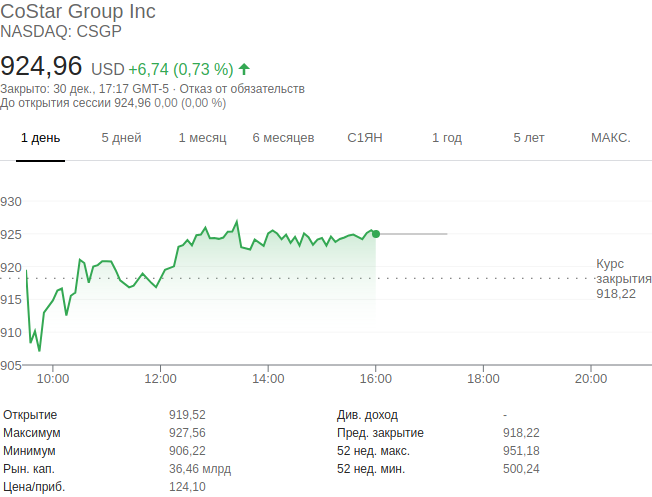 CoStar Group Inc
NASDAQ: CSGP
924,96 USD +6,74 (0,73 %)
Закрыто: 30 дек., 17:17 GMT-5 · Отказ от обязательств
До открытия сессии 924,96 0,00 (0,00 %)
1 день 5 дней 1 месяц 6 месяцев С1ЯН 1 год 5 лет МАКС.
930
925
920
Курс
закрытия
918,22
915
910
905
10:00 12:00 14:00 16:00 18:00 20:00
Открытие 919,52 Див. доход -
Максимум 927,56 Пред. закрытие 918,22
Минимум 906,22 52 нед. макс. 951,18
Рын. кап. 36,46 млрд 52 нед. мин. 500,24
Цена/приб. 124,10